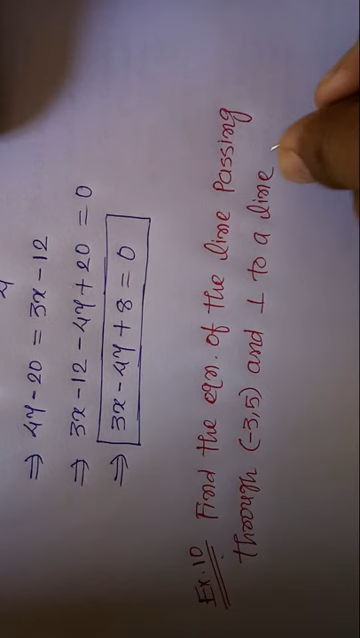 ⇒ 4y - 20 = 3x - 12
⇒ 3x - 12 - 4y + 20 = 0
⇒ 3x - 4y + 8 = 0
Ex.10 Find the eqn. of the line passing
through (-3,5) and ⊥ to a line